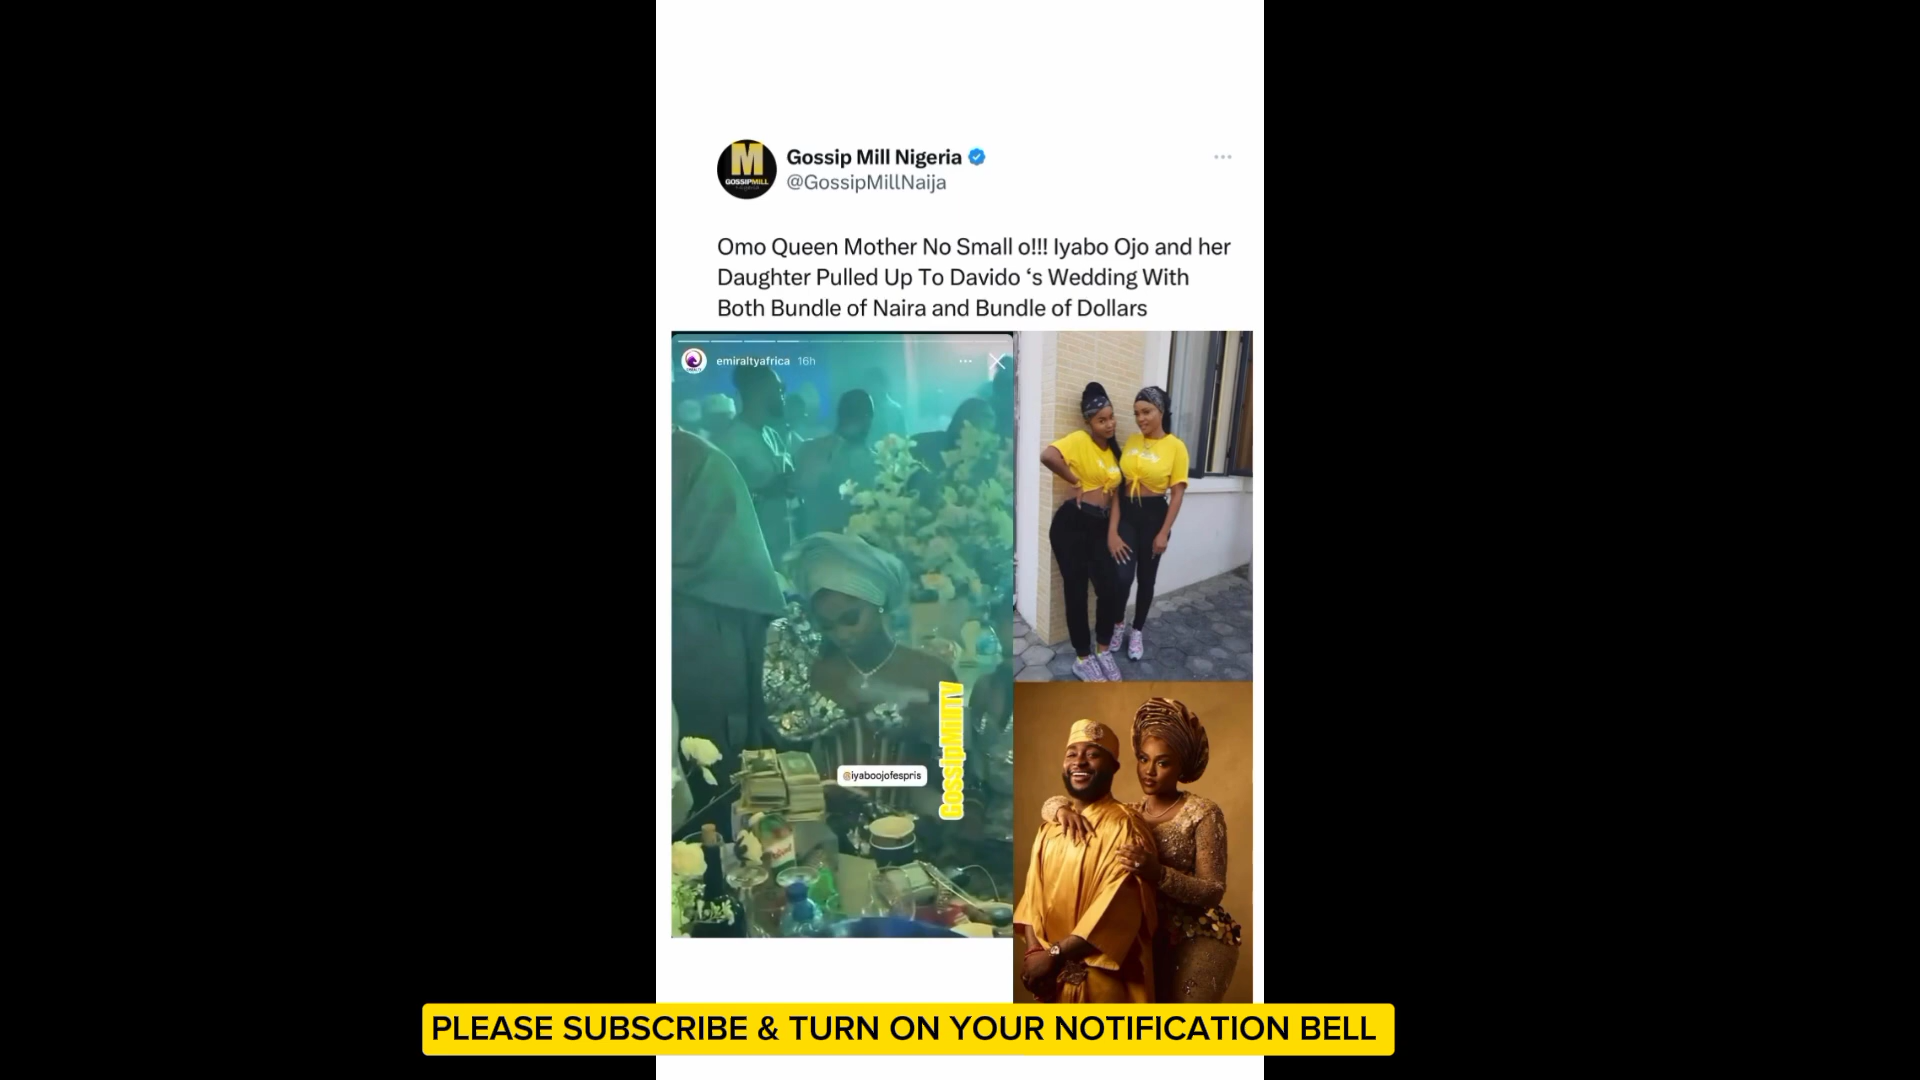 M
GOSSIPMILL
Gossip Mill Nigeria
@GossipMillNaija
Omo Queen Mother No Small o!!! Iyabo Ojo and her
Daughter Pulled Up To Davido ‘s Wedding With
Both Bundle of Naira and Bundle of Dollars
emiraltyafrica 16h
@iyaboojofespris
GossipMillTV
PLEASE SUBSCRIBE & TURN ON YOUR NOTIFICATION BELL